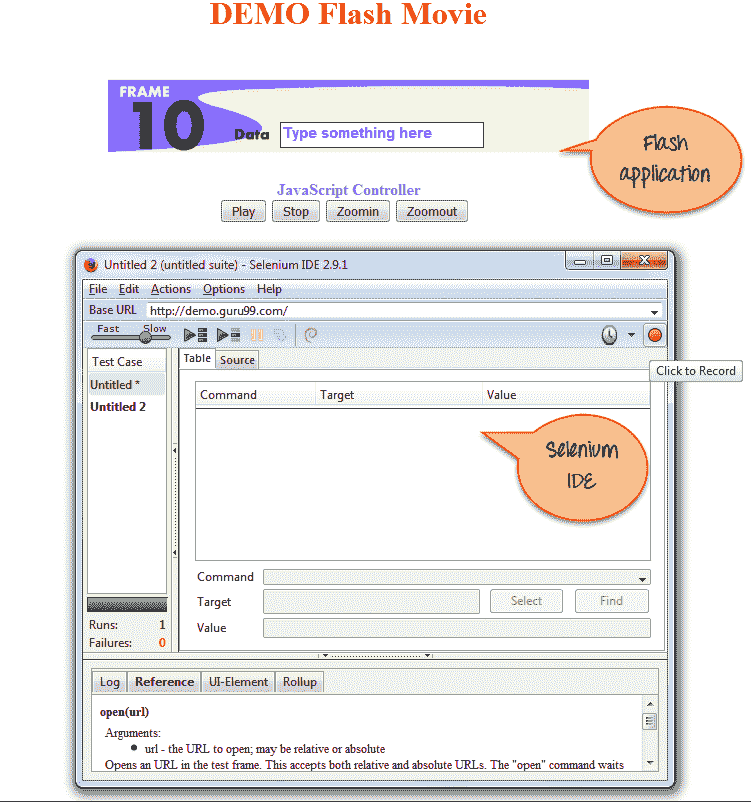 DEMO Flash Movie
FRAME
10
Data
Type something here
Flash
application
JavaScript Controller
Play Stop Zoomin Zoomout
Untitled 2 (untitled suite) - Selenium IDE 2.9.1
File Edit Actions Options Help
Base URL http://demo.guru99.com/
Fast Slow
Test Case
Table Source
Click to Record
Untitled *
Untitled 2
Command Target Value
Selenium
IDE
Command
Target Select Find
Value
Runs: 1
Failures: 0
Log Reference UI-Element Rollup
open(url)
Arguments:
url - the URL to open; may be relative or absolute
Opens an URL in the test frame. This accepts both relative and absolute URLs. The "open" command waits